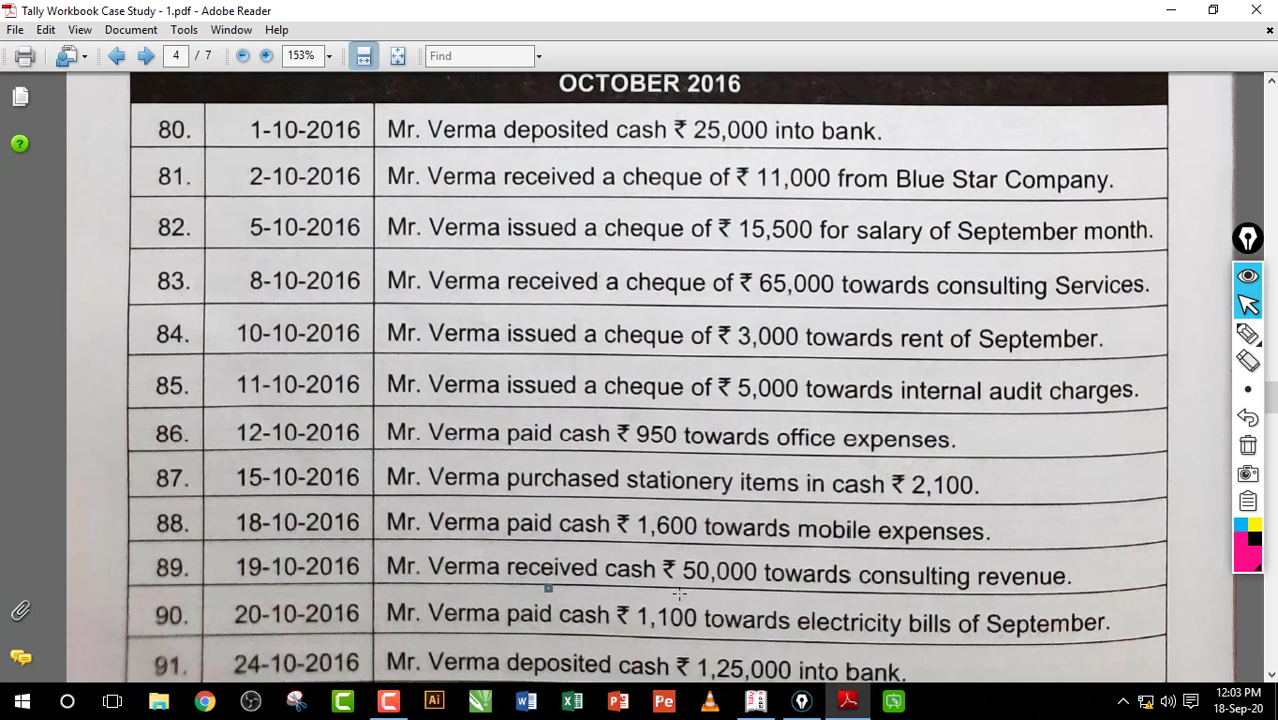 Tally Workbook Case Study - 1.pdf - Adobe Reader
File Edit View Document Tools Window Help
4 / 7 153% Find
OCTOBER 2016
80. 1-10-2016 Mr. Verma deposited cash ₹ 25,000 into bank.
81. 2-10-2016 Mr. Verma received a cheque of ₹ 11,000 from Blue Star Company.
82. 5-10-2016 Mr. Verma issued a cheque of ₹ 15,500 for salary of September month.
83. 8-10-2016 Mr. Verma received a cheque of ₹ 65,000 towards consulting Services.
84. 10-10-2016 Mr. Verma issued a cheque of ₹ 3,000 towards rent of September.
85. 11-10-2016 Mr. Verma issued a cheque of ₹ 5,000 towards internal audit charges.
86. 12-10-2016 Mr. Verma paid cash ₹ 950 towards office expenses.
87. 15-10-2016 Mr. Verma purchased stationery items in cash ₹ 2,100.
88. 18-10-2016 Mr. Verma paid cash ₹ 1,600 towards mobile expenses.
89. 19-10-2016 Mr. Verma received cash ₹ 50,000 towards consulting revenue.
90. 20-10-2016 Mr. Verma paid cash ₹ 1,100 towards electricity bills of September.
91. 24-10-2016 Mr. Verma deposited cash ₹ 1,25,000 into bank.
Ai Pe
12:03 PM
18-Sep-20